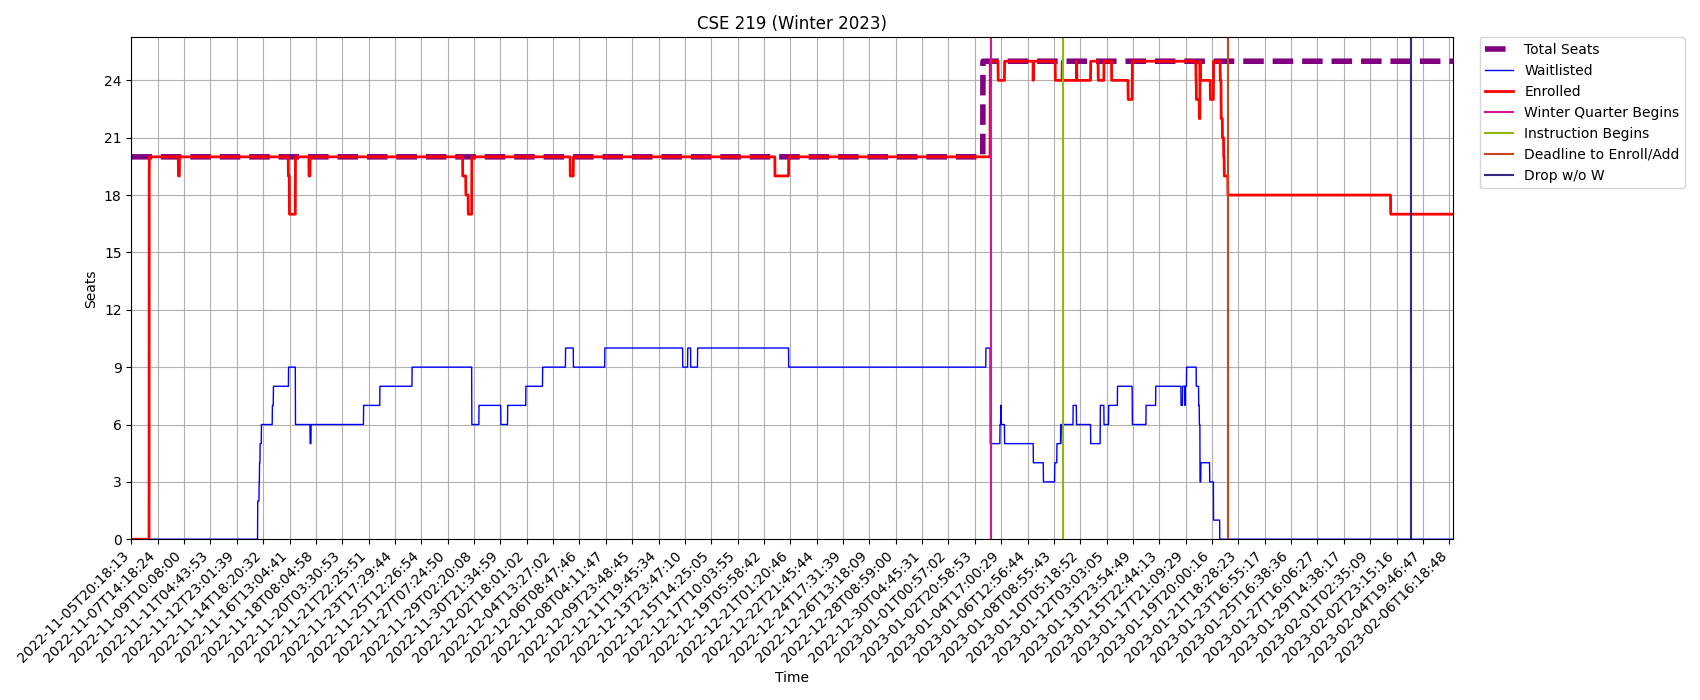 CSE 219 (Winter 2023)
Total Seats
Waitlisted
Enrolled
Winter Quarter Begins
Instruction Begins
Deadline to Enroll/Add
Drop w/o W
Seats
24
21
18
15
12
9
6
3
0
2022-11-05T20:18:13
2022-11-07T14:18:24
2022-11-09T10:08:00
2022-11-11T04:43:53
2022-11-12T23:01:39
2022-11-14T18:20:32
2022-11-16T13:04:41
2022-11-18T08:04:58
2022-11-20T03:30:53
2022-11-21T22:25:51
2022-11-23T17:29:44
2022-11-25T12:26:54
2022-11-27T07:24:50
2022-11-29T02:20:08
2022-11-30T21:34:59
2022-12-02T18:01:02
2022-12-04T13:27:02
2022-12-06T08:47:46
2022-12-08T04:11:47
2022-12-09T23:48:45
2022-12-11T19:45:34
2022-12-13T23:47:10
2022-12-15T14:25:05
2022-12-17T10:03:55
2022-12-19T05:58:42
2022-12-21T01:20:46
2022-12-22T21:45:44
2022-12-24T17:31:39
2022-12-26T13:18:09
2022-12-28T08:59:00
2022-12-30T04:45:31
2023-01-01T00:57:02
2023-01-02T20:58:53
2023-01-04T17:00:29
2023-01-06T12:56:44
2023-01-08T08:55:43
2023-01-10T05:18:52
2023-01-12T03:03:05
2023-01-13T23:54:49
2023-01-15T22:44:13
2023-01-17T21:09:29
2023-01-19T20:00:16
2023-01-21T18:28:23
2023-01-23T16:55:17
2023-01-25T16:38:36
2023-01-27T16:06:27
2023-01-29T14:38:17
2023-02-01T02:35:09
2023-02-02T23:15:16
2023-02-04T19:46:47
2023-02-06T16:18:48
Time